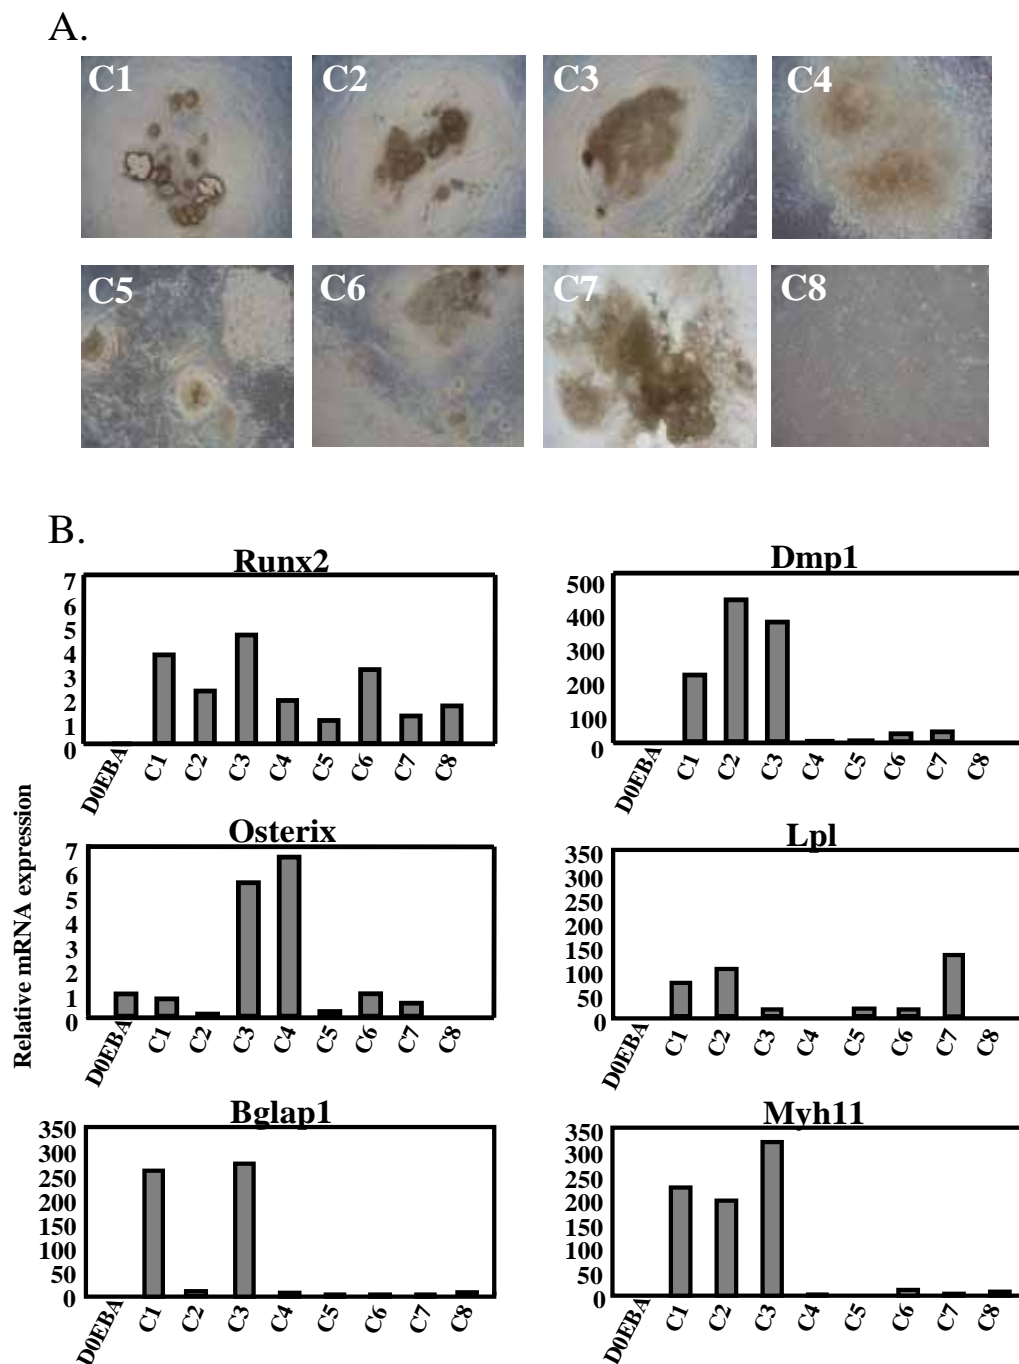 A.
C1 C2 C3 C4
C5 C6 C7 C8
B.
Relative mRNA expression
Runx2
7
6
5
4
3
2
1
0
D0EBA C1 C2 C3 C4 C5 C6 C7 C8
Dmp1
500
400
300
200
100
0
D0EBA C1 C2 C3 C4 C5 C6 C7 C8
Osterix
7
6
5
4
3
2
1
0
D0EBA C1 C2 C3 C4 C5 C6 C7 C8
Lpl
350
300
250
200
150
100
50
0
D0EBA C1 C2 C3 C4 C5 C6 C7 C8
Bglap1
350
300
250
200
150
100
50
0
D0EBA C1 C2 C3 C4 C5 C6 C7 C8
Myh11
350
300
250
200
150
100
50
0
D0EBA C1 C2 C3 C4 C5 C6 C7 C8